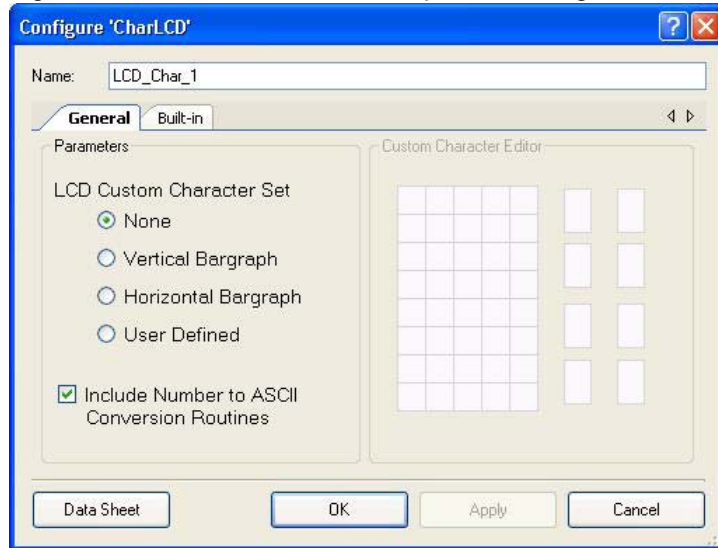 Configure 'CharLCD'
Name: LCD_Char_1
General Built-in
Parameters
LCD Custom Character Set
None
Vertical Bargraph
Horizontal Bargraph
User Defined
Include Number to ASCII
Conversion Routines
Custom Character Editor
Data Sheet OK Apply Cancel